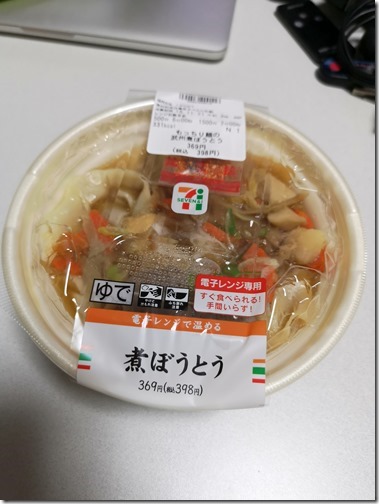 もっちり麺の
武州煮ぼうとう
369円
(税込 398円)
7
SEVEN&i
ゆで
電子レンジ専用
すぐ食べられる!
手間いらず!
電子レンジで温める
煮ぼうとう
369円(税込398円)